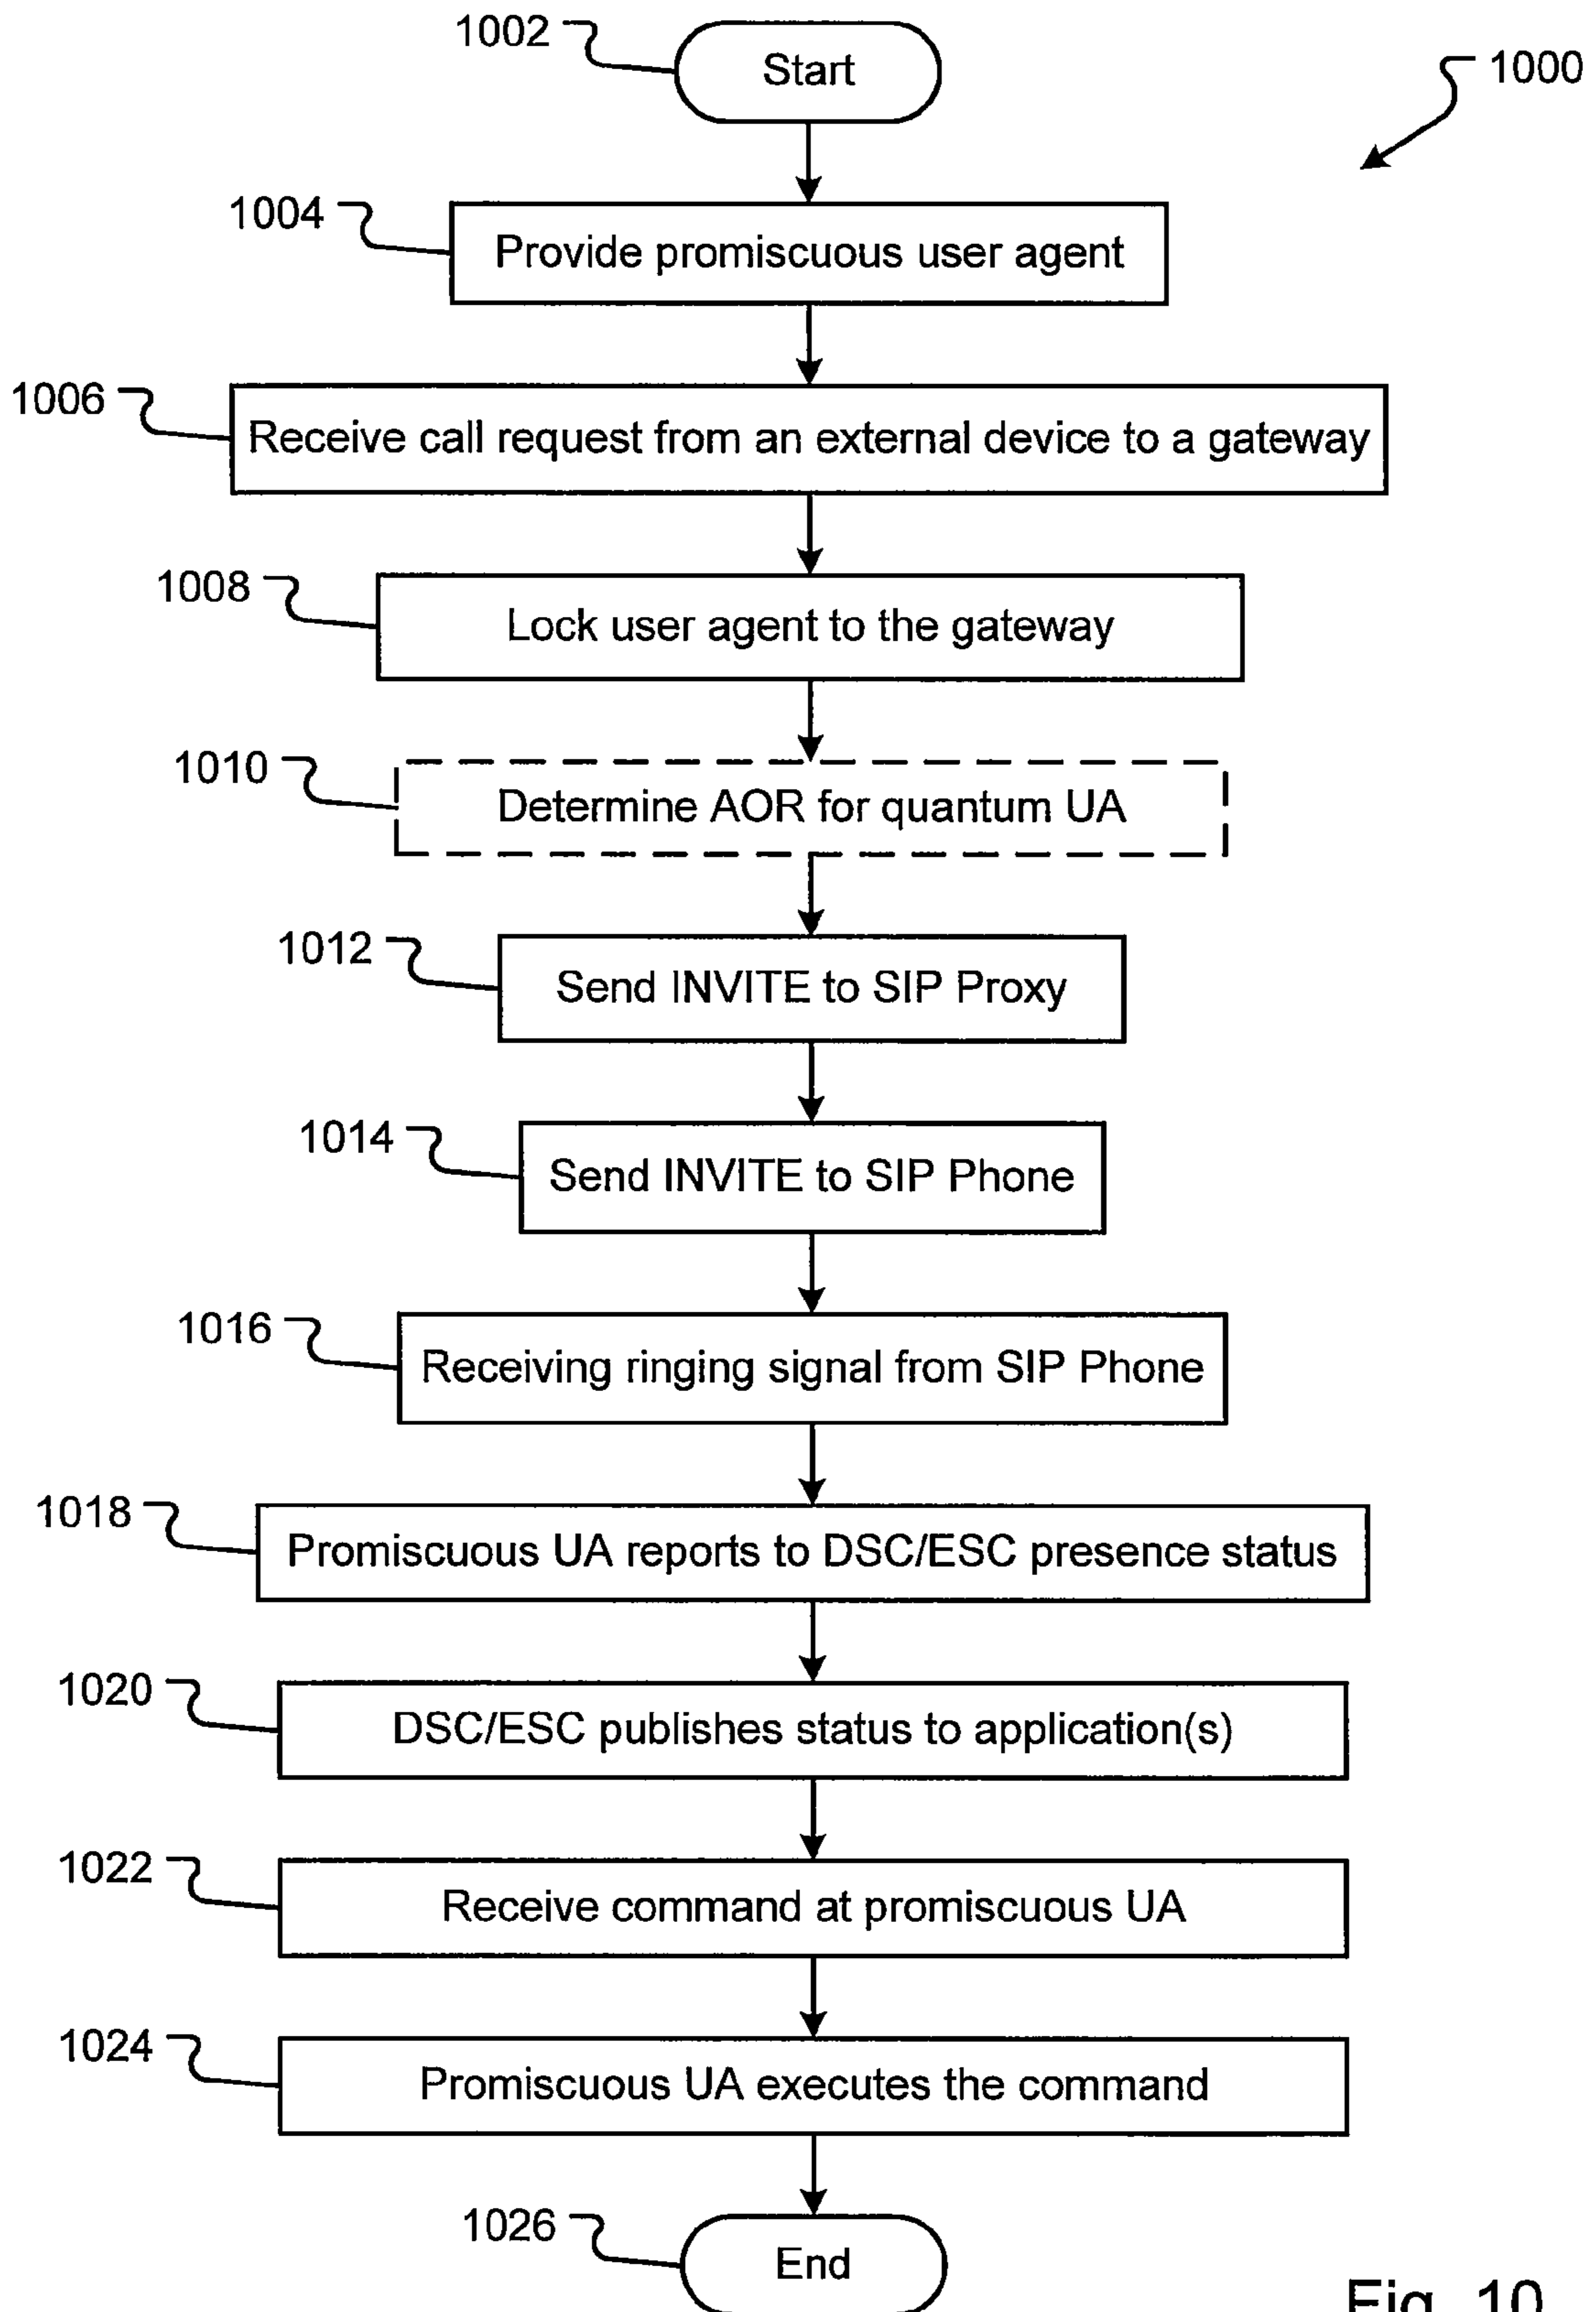 1002
Start
1000
1004
Provide promiscuous user agent
1006
Receive call request from an external device to a gateway
1008
Lock user agent to the gateway
1010
Determine AOR for quantum UA
1012
Send INVITE to SIP Proxy
1014
Send INVITE to SIP Phone
1016
Receiving ringing signal from SIP Phone
1018
Promiscuous UA reports to DSC/ESC presence status
1020
DSC/ESC publishes status to application(s)
1022
Receive command at promiscuous UA
1024
Promiscuous UA executes the command
1026
End
Fig. 10